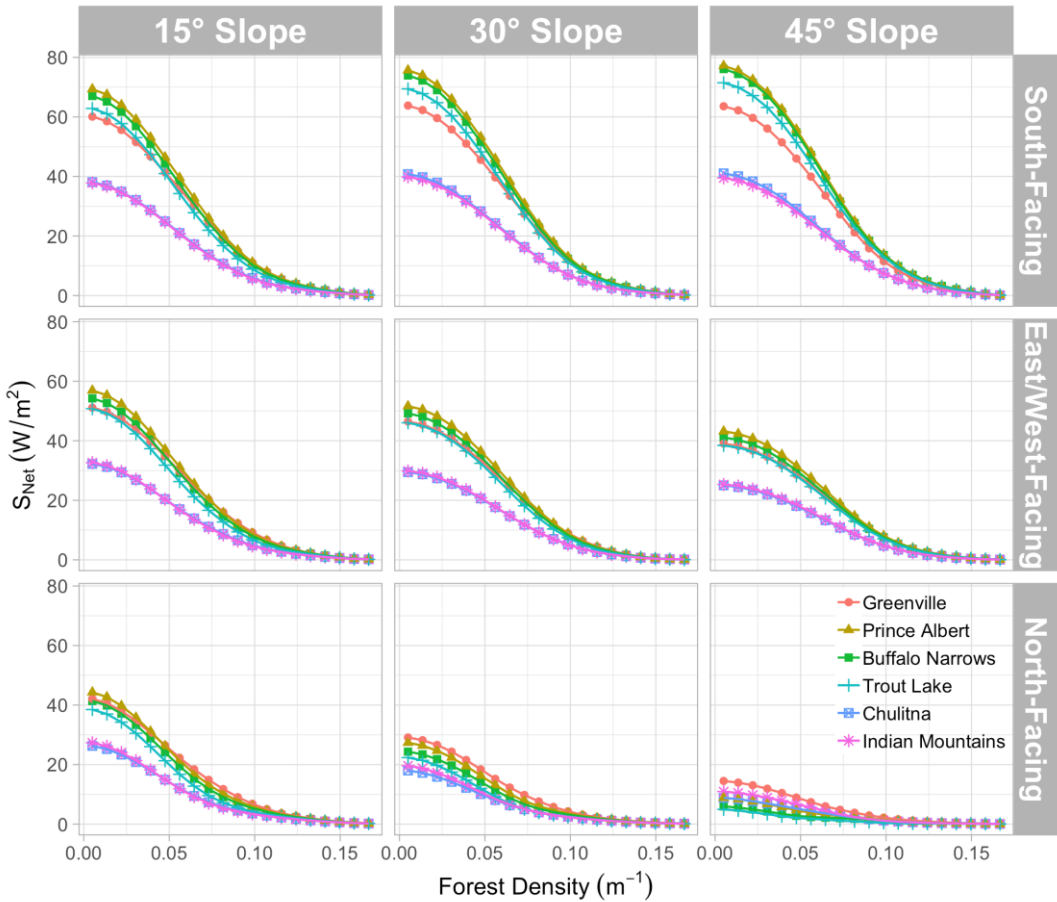 15° Slope
30° Slope
45° Slope
80
60
40
20
0
South-Facing
80
60
40
20
0
East/West-Facing
S_Net (W/m²)
80
60
40
20
0
North-Facing
Greenville
Prince Albert
Buffalo Narrows
Trout Lake
Chulitna
Indian Mountains
0.00 0.05 0.10 0.15
0.00 0.05 0.10 0.15
0.00 0.05 0.10 0.15
Forest Density (m⁻¹)